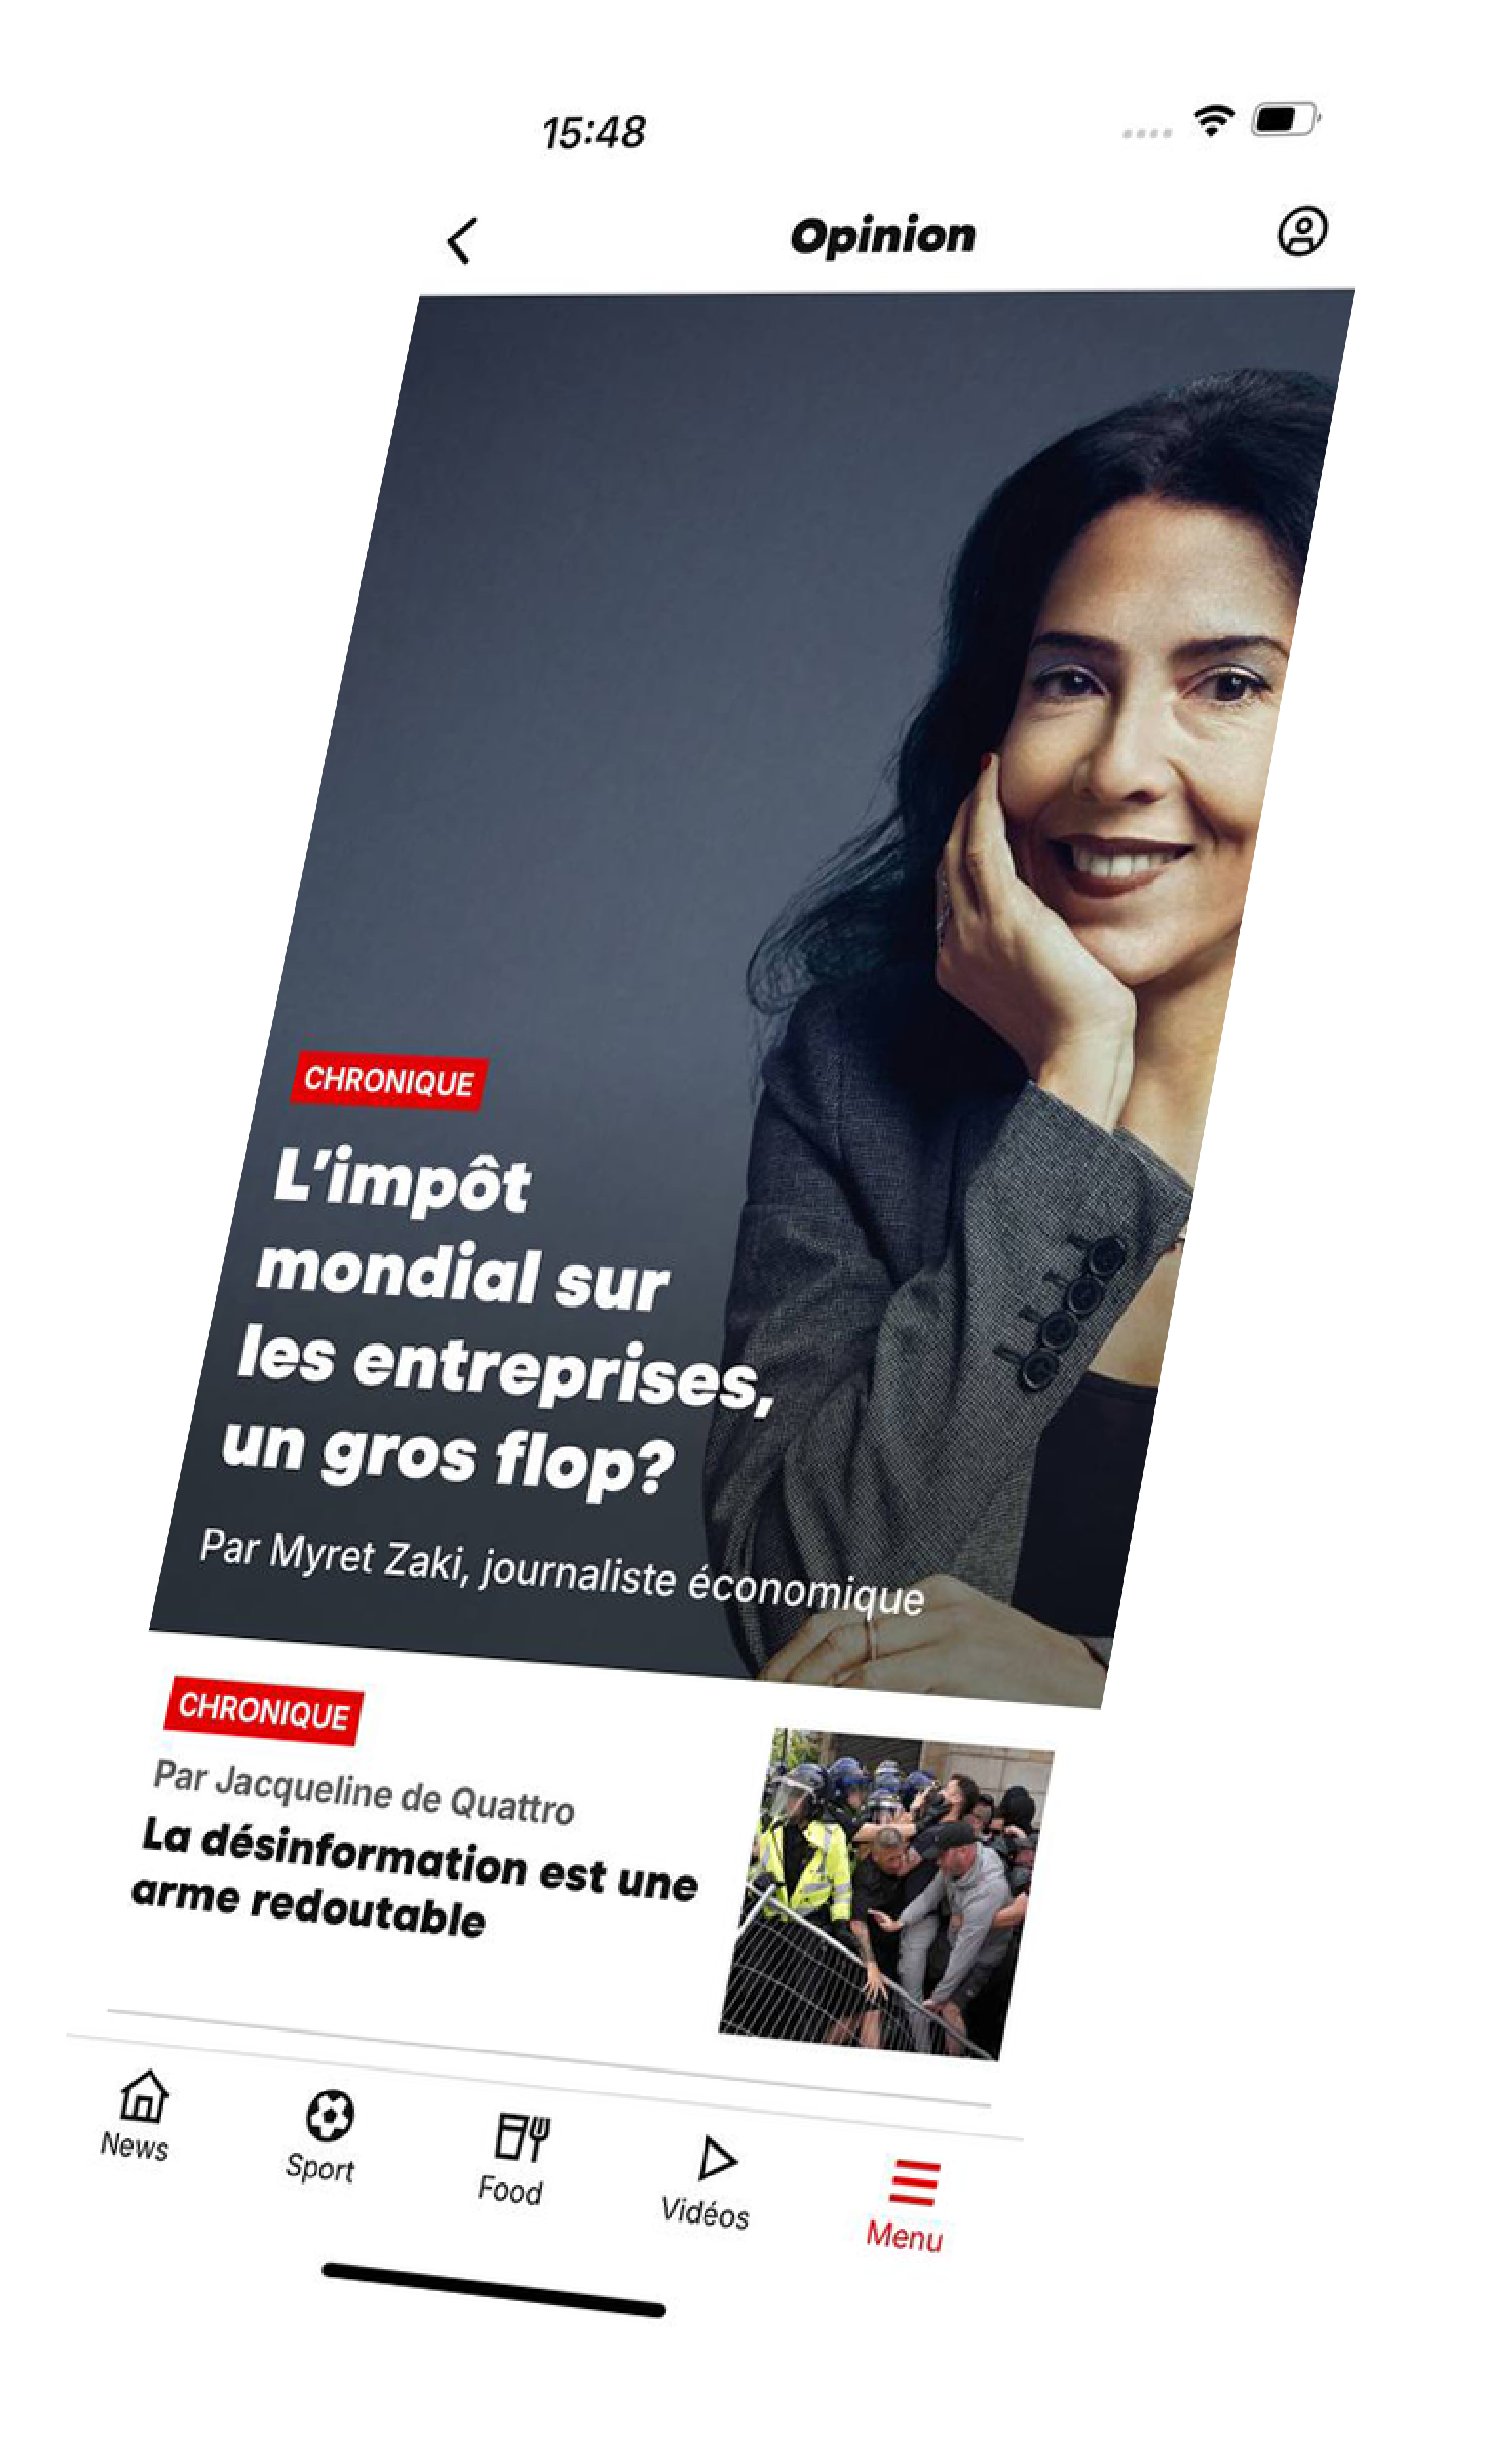 15:48
Opinion
CHRONIQUE
L’impôt
mondial sur
les entreprises,
un gros flop?
Par Myret Zaki, journaliste économique
CHRONIQUE
Par Jacqueline de Quattro
La désinformation est une
arme redoutable
News
Sport
Food
Vidéos
Menu